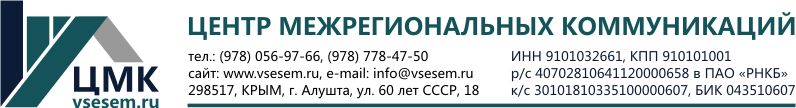 ЦМК
vsesem.ru
ЦЕНТР МЕЖРЕГИОНАЛЬНЫХ КОММУНИКАЦИЙ
тел.: (978) 056-97-66, (978) 778-47-50
сайт: www.vsesem.ru, e-mail: info@vsesem.ru
298517, КРЫМ, г. Алушта, ул. 60 лет СССР, 18
ИНН 9101032661, КПП 910101001
р/с 40702810641120000658 в ПАО «РНКБ»
к/с 30101810335100000607, БИК 043510607